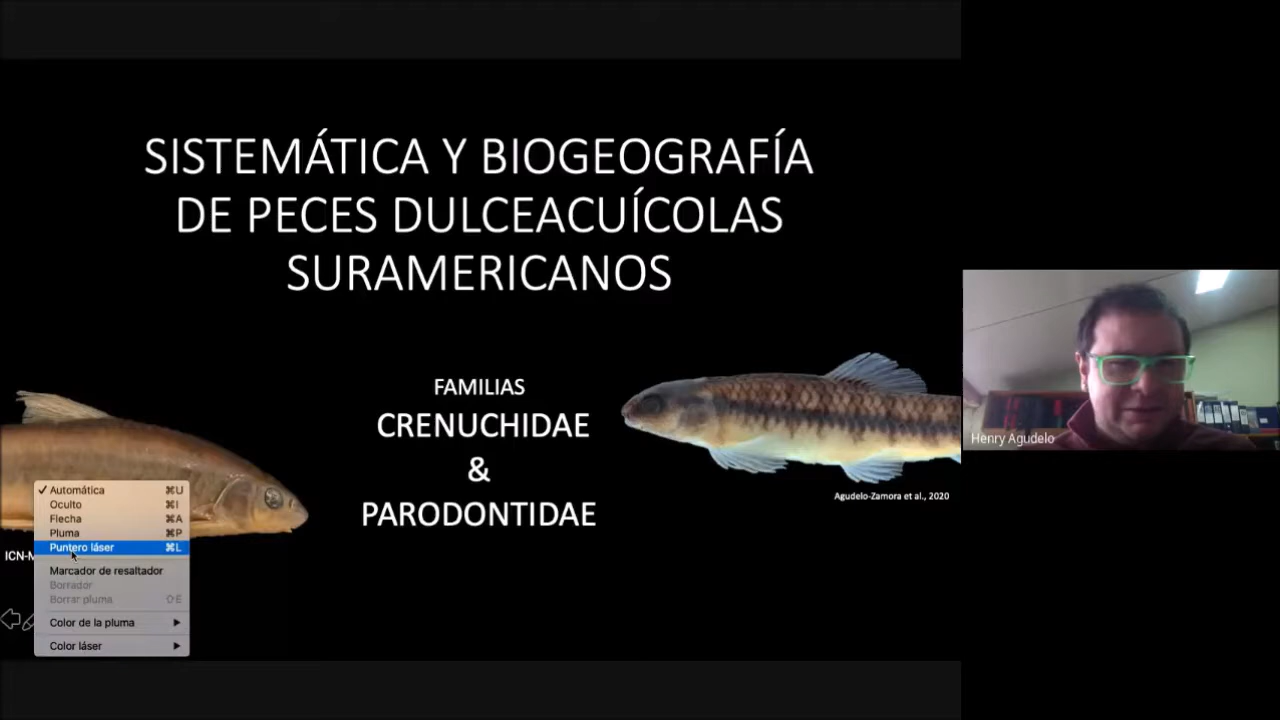 SISTEMÁTICA Y BIOGEOGRAFÍA
DE PECES DULCEACUÍCOLAS
SURAMERICANOS
FAMILIAS
CRENUCHIDAE
&
PARODONTIDAE
Agudelo-Zamora et al., 2020
ICN-M
✓ Automática ⌘U
Oculto ⌘I
Flecha ⌘A
Pluma ⌘P
Puntero láser ⌘L
Marcador de resaltador
Borrador
Borrar pluma ⇧E
Color de la pluma
Color láser
Henry Agudelo